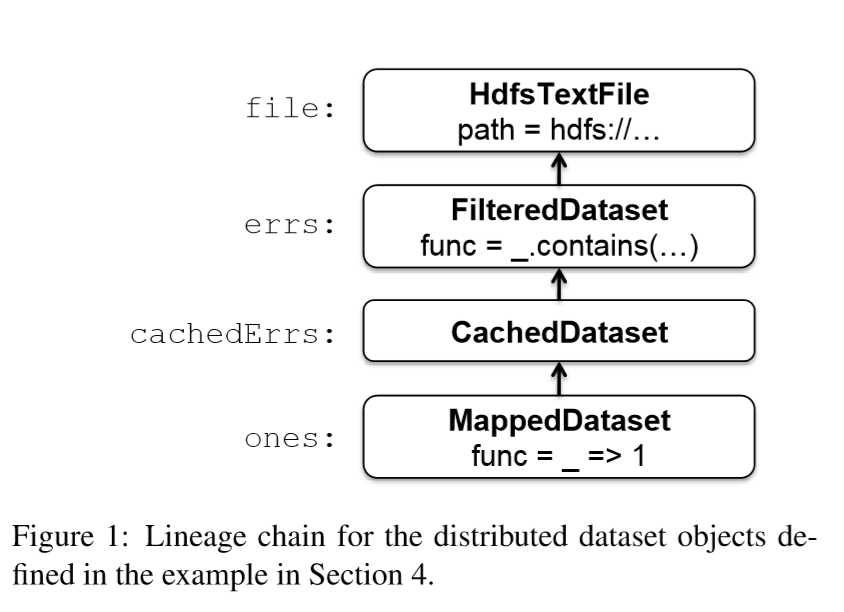 file:
HdfsTextFile
path = hdfs://…
errs:
FilteredDataset
func = _.contains(…)
cachedErrs:
CachedDataset
ones:
MappedDataset
func = _ => 1
Figure 1: Lineage chain for the distributed dataset objects de-
fined in the example in Section 4.